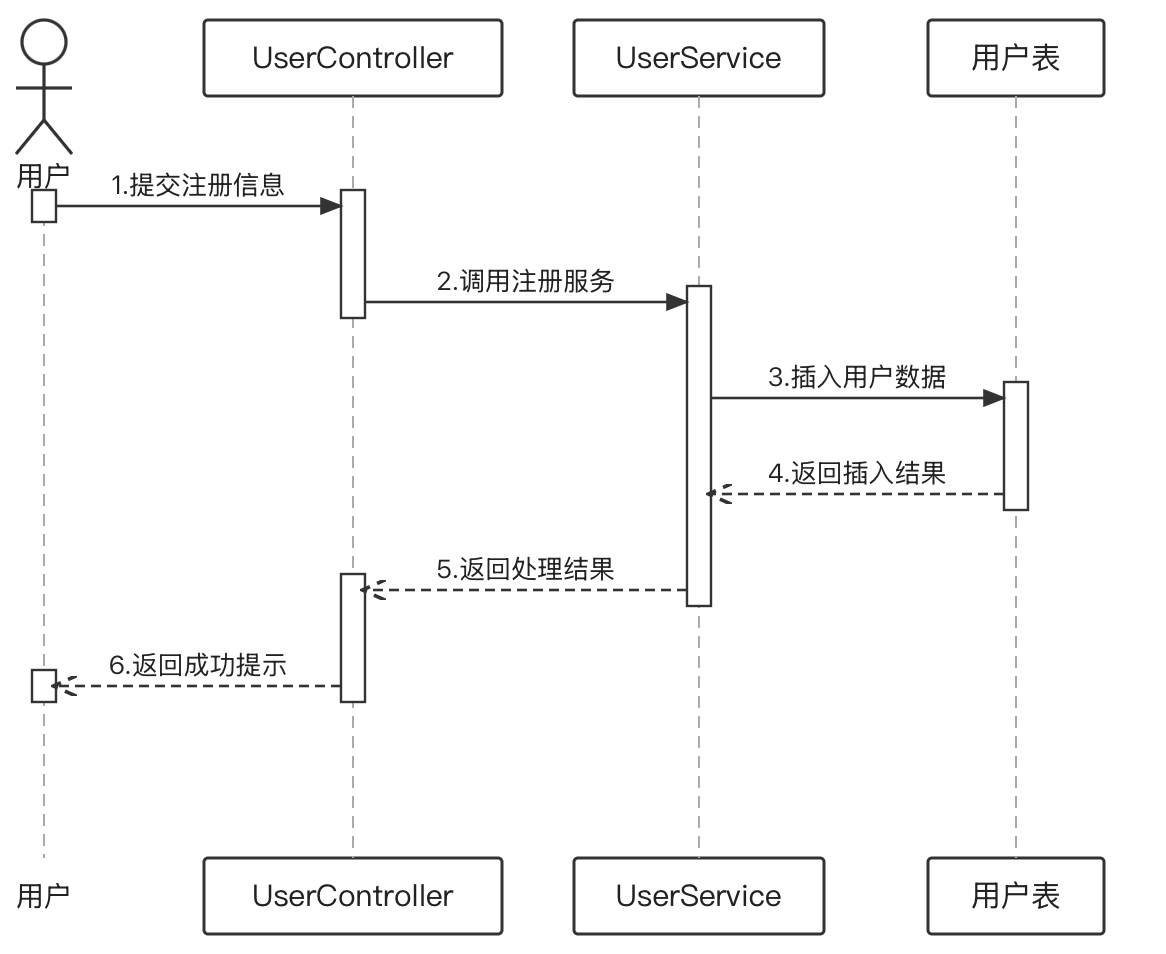 UserController
UserService
用户表
用户
1.提交注册信息
2.调用注册服务
3.插入用户数据
4.返回插入结果
5.返回处理结果
6.返回成功提示
用户
UserController
UserService
用户表